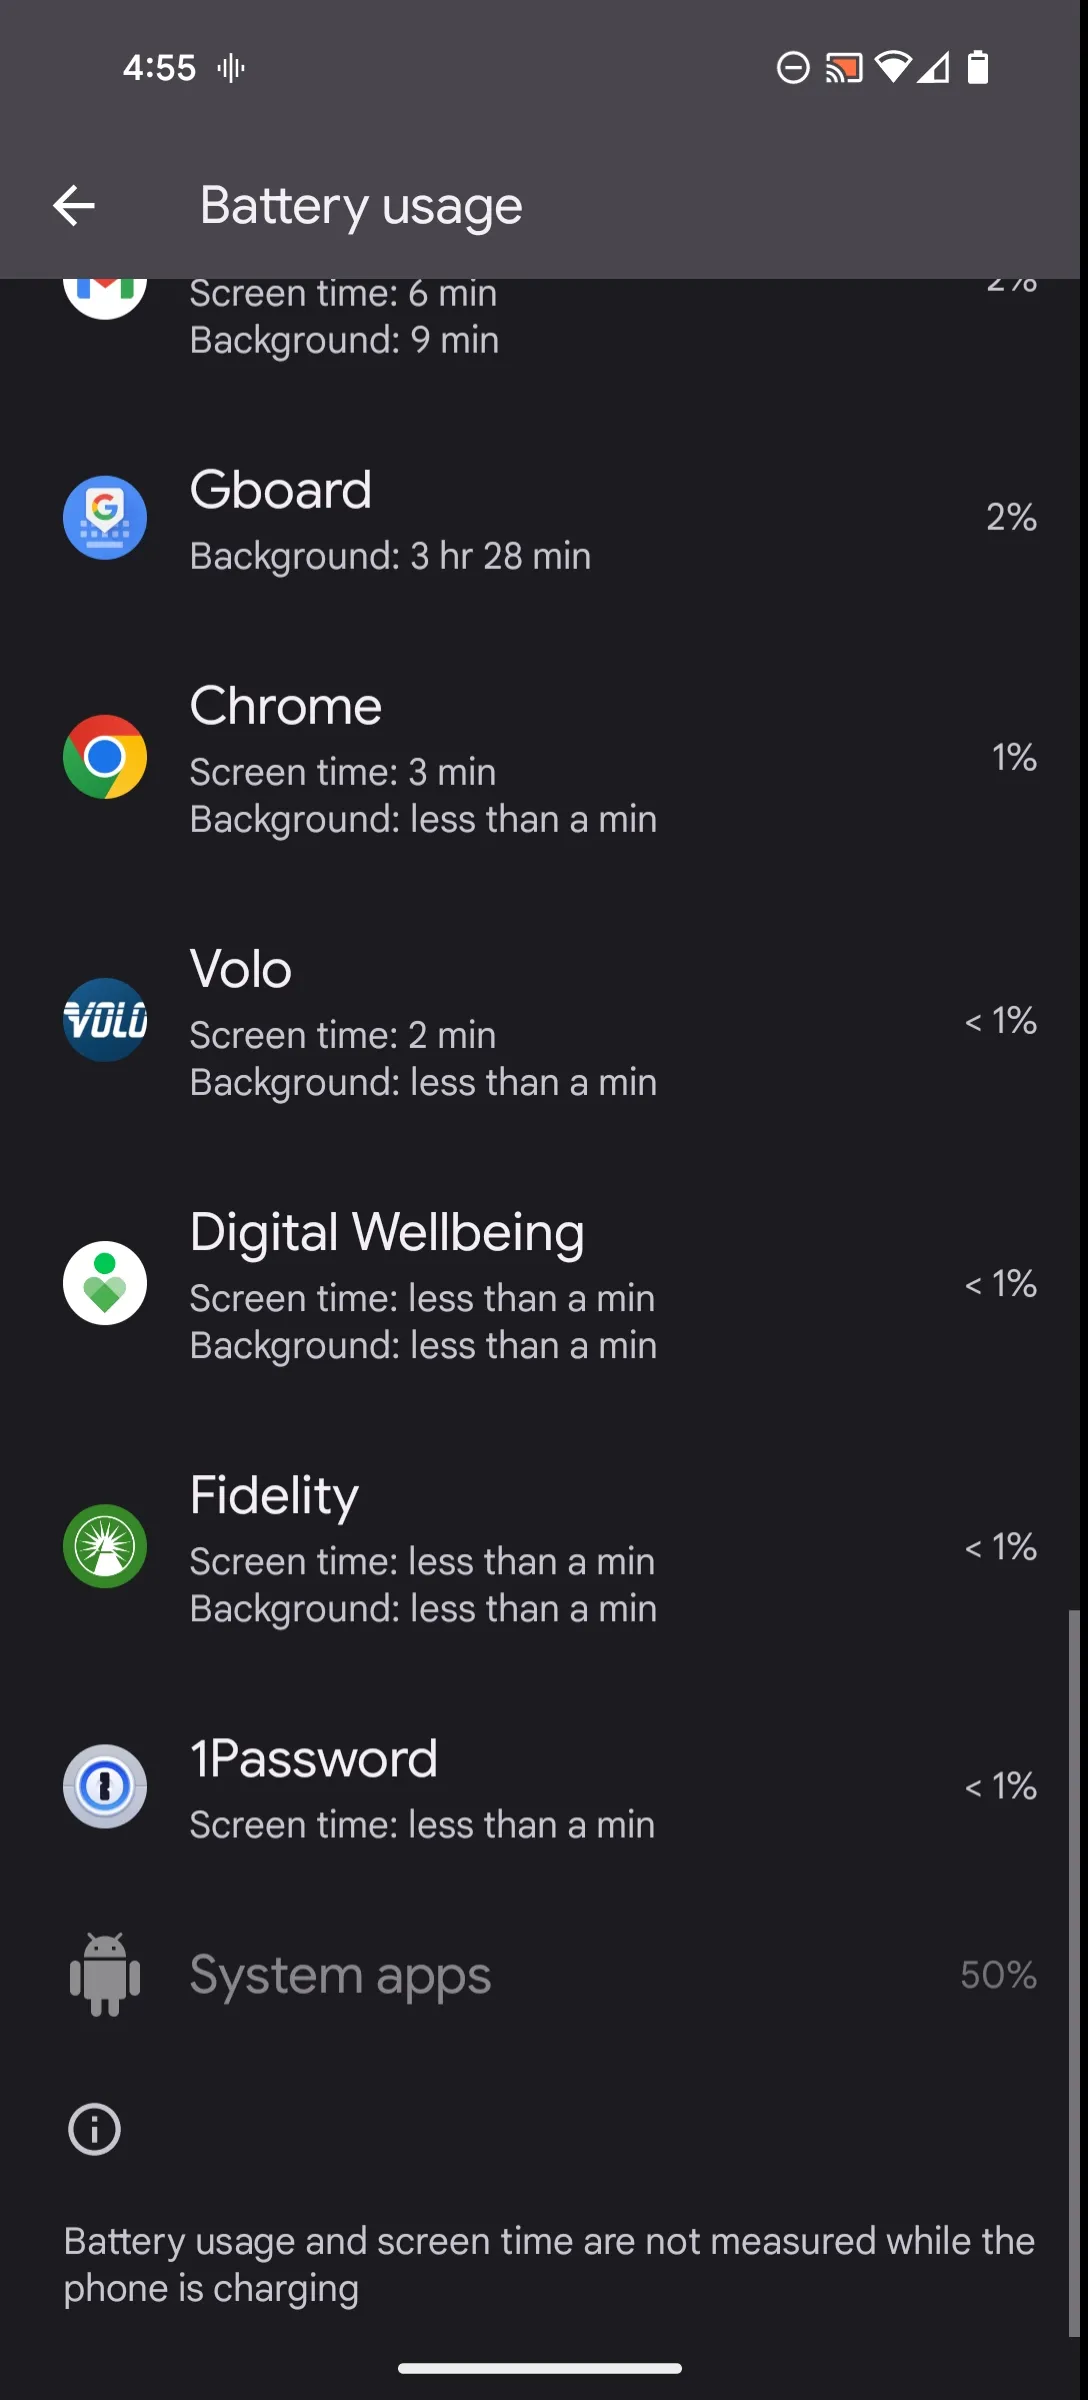 4:55
Battery usage
Screen time: 6 min
2%
Background: 9 min
Gboard
2%
Background: 3 hr 28 min
Chrome
Screen time: 3 min
1%
Background: less than a min
Volo
VOLO
Screen time: 2 min
< 1%
Background: less than a min
Digital Wellbeing
Screen time: less than a min
< 1%
Background: less than a min
Fidelity
Screen time: less than a min
< 1%
Background: less than a min
1Password
< 1%
Screen time: less than a min
System apps
50%
Battery usage and screen time are not measured while the
phone is charging